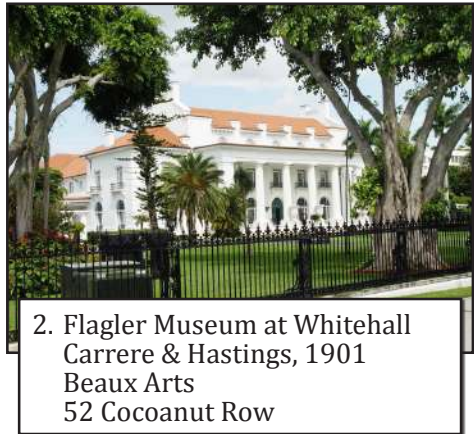 2. Flagler Museum at Whitehall
Carrere & Hastings, 1901
Beaux Arts
52 Cocoanut Row